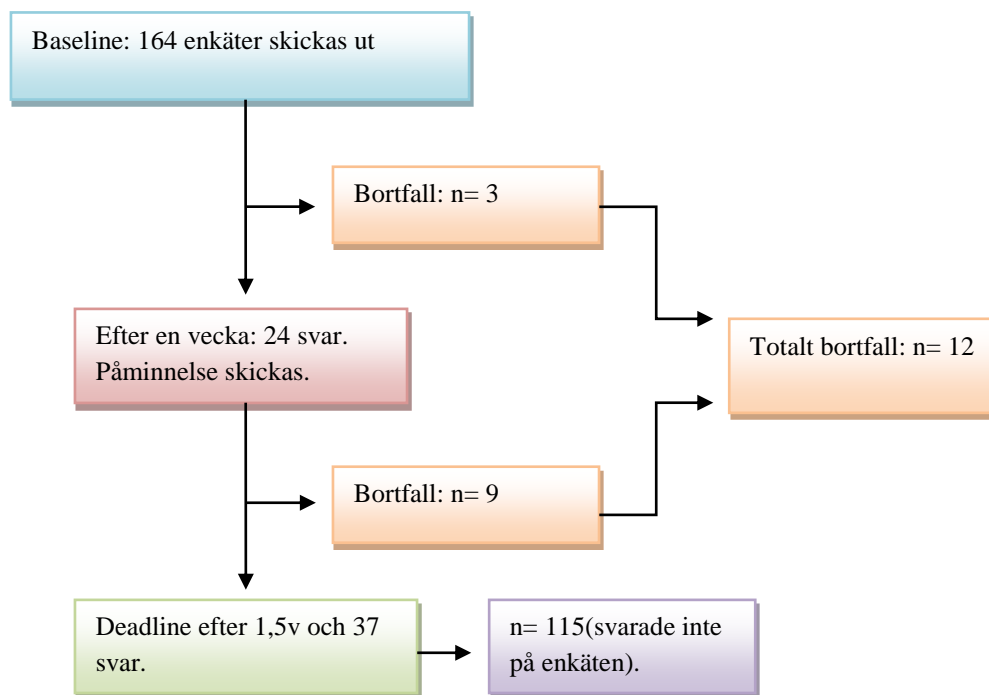 Baseline: 164 enkäter skickas ut
Bortfall: n= 3
Efter en vecka: 24 svar.
Påminnelse skickas.
Totalt bortfall: n= 12
Bortfall: n= 9
Deadline efter 1,5v och 37
svar.
n= 115(svarade inte
på enkäten).